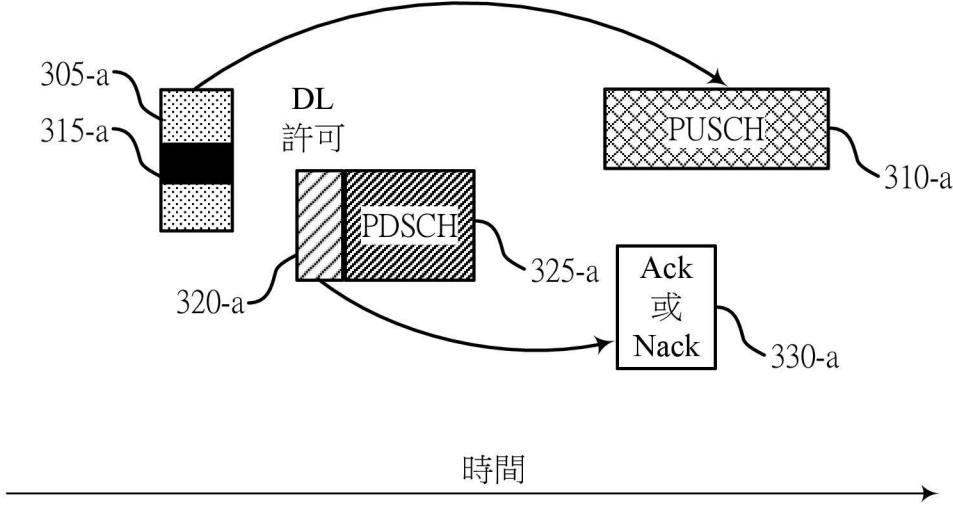 305-a
315-a
DL
許可
PUSCH
310-a
PDSCH
320-a
325-a
Ack
或
Nack
330-a
時間